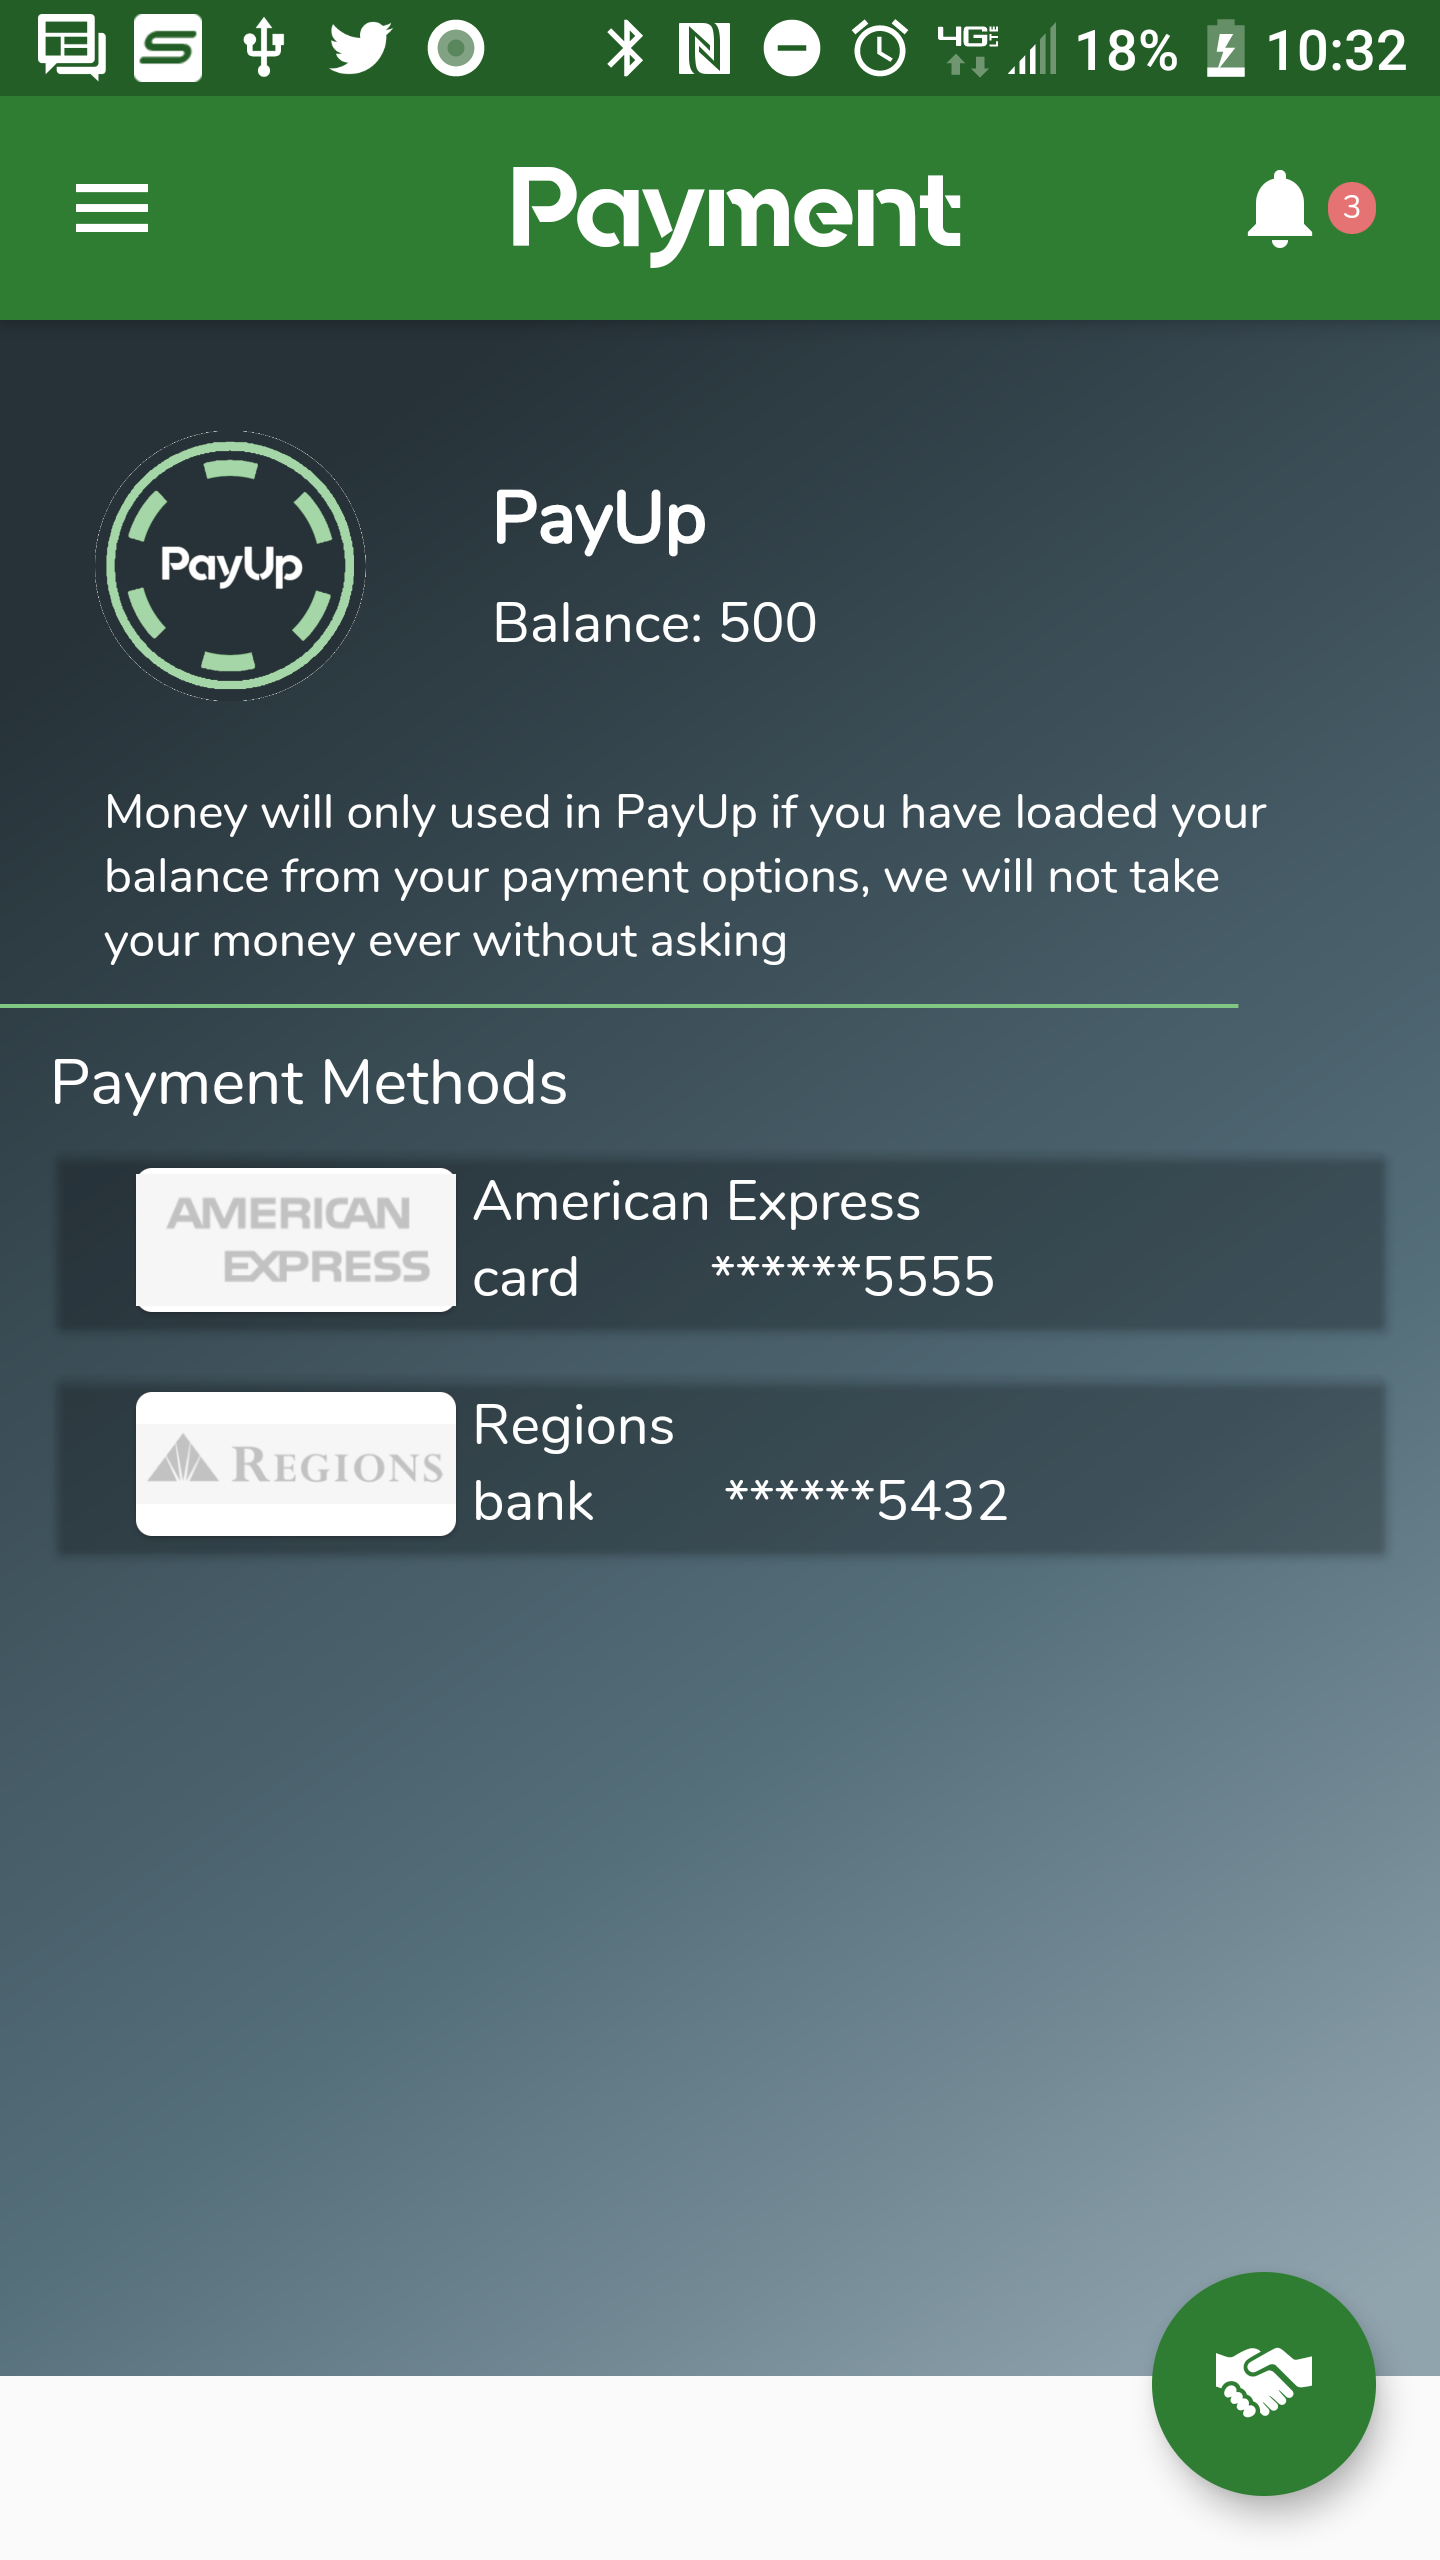 4G LTE 18% 10:32
Payment
3
PayUp
PayUp
Balance: 500
Money will only used in PayUp if you have loaded your
balance from your payment options, we will not take
your money ever without asking
Payment Methods
AMERICAN
EXPRESS
American Express
card ******5555
REGIONS
Regions
bank ******5432